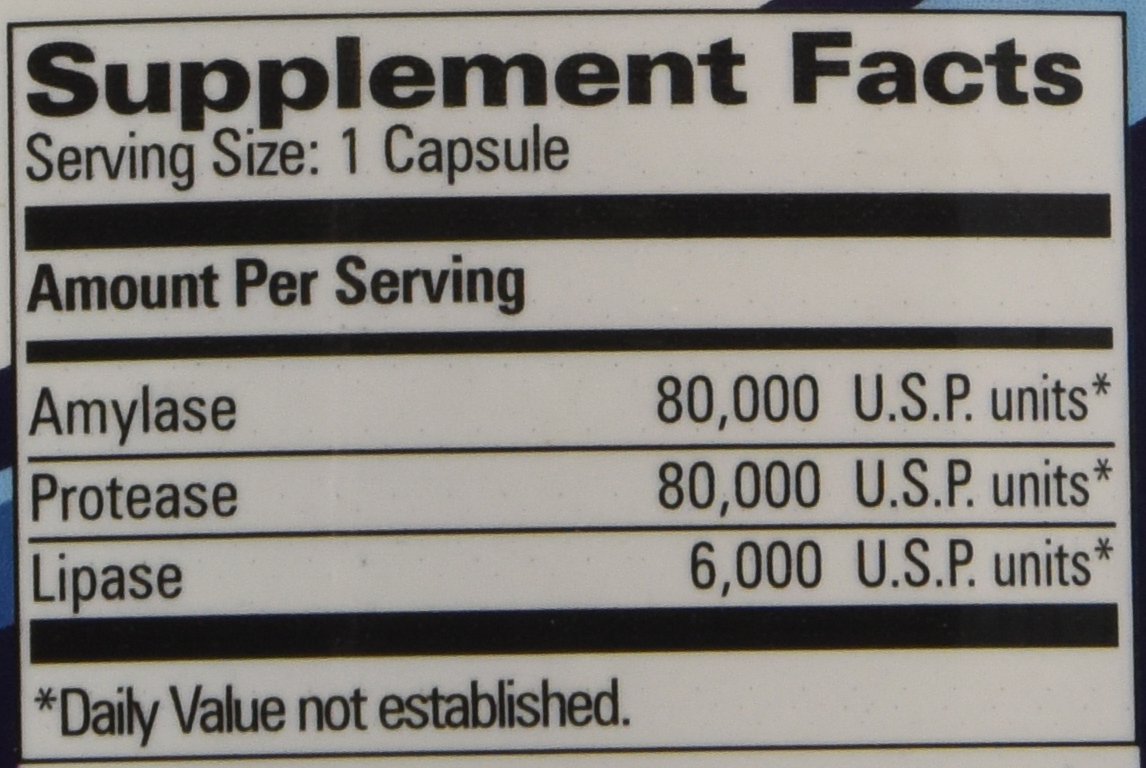 Supplement Facts
Serving Size: 1 Capsule
Amount Per Serving
Amylase 80,000 U.S.P. units*
Protease 80,000 U.S.P. units*
Lipase 6,000 U.S.P. units*
*Daily Value not established.